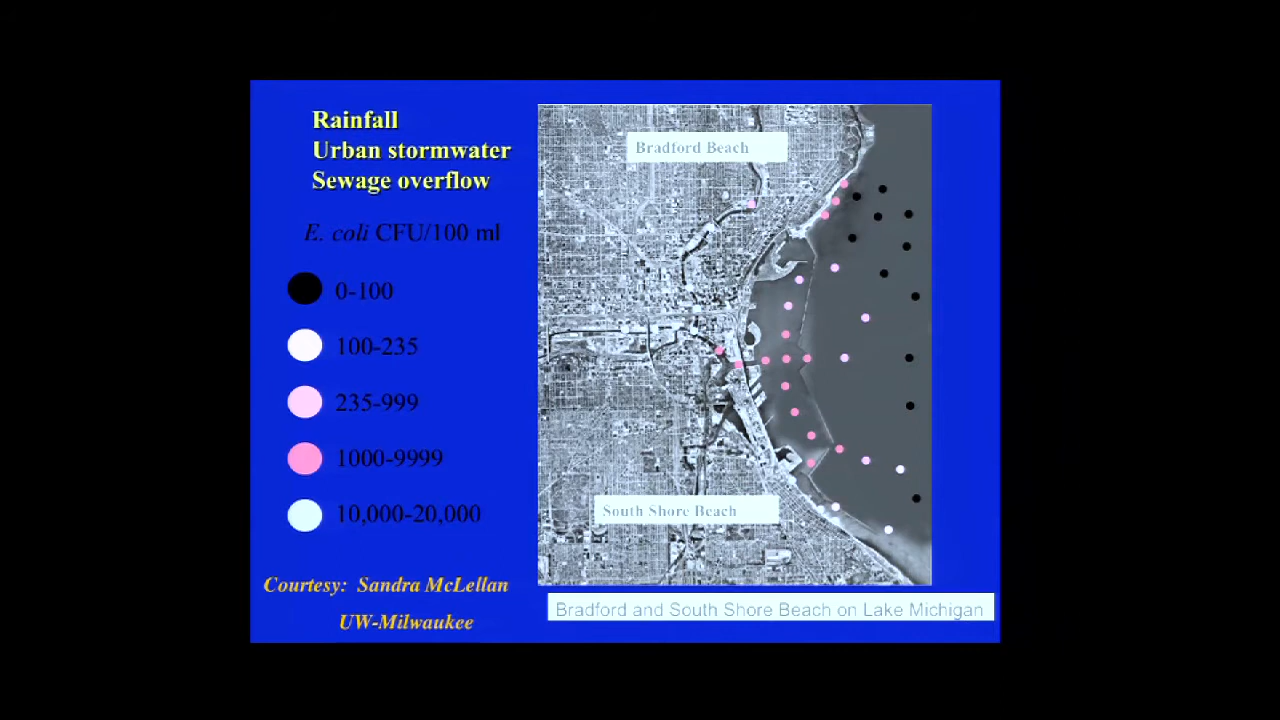 Rainfall
Urban stormwater
Sewage overflow
E. coli CFU/100 ml
0-100
100-235
235-999
1000-9999
10,000-20,000
Courtesy: Sandra McLellan
UW-Milwaukee
Bradford Beach
South Shore Beach
Bradford and South Shore Beach on Lake Michigan